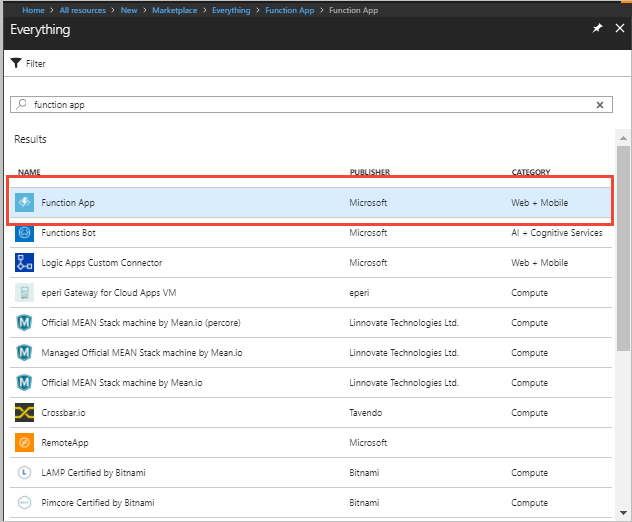 Home > All resources > New > Marketplace > Everything > Function App > Function App
Everything
Filter
function app
Results
NAME PUBLISHER CATEGORY
Function App Microsoft Web + Mobile
Functions Bot Microsoft AI + Cognitive Services
Logic Apps Custom Connector Microsoft Web + Mobile
eperi Gateway for Cloud Apps VM eperi Compute
Official MEAN Stack machine by Mean.io (percore) Linnovate Technologies Ltd. Compute
Managed Official MEAN Stack machine by Mean.io Linnovate Technologies Ltd. Compute
Official MEAN Stack machine by Mean.io Linnovate Technologies Ltd. Compute
Crossbar.io Tavendo Compute
RemoteApp Microsoft
LAMP Certified by Bitnami Bitnami Compute
Pimcore Certified by Bitnami Bitnami Compute